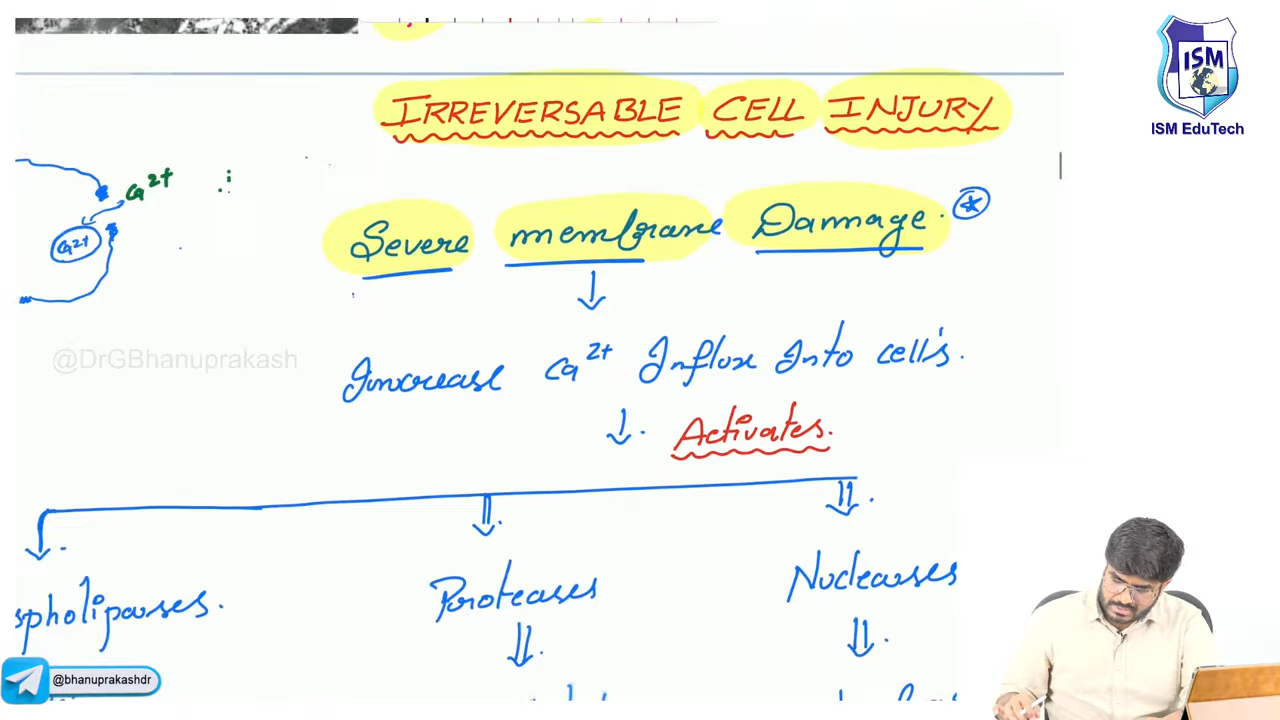 IRREVERSABLE CELL INJURY
ISM
ISM EduTech
Ca2+
Ca2+
Severe membrane Damage.
@DrGBhanuprakash
Increase Ca2+ Influx Into cells.
Activates.
spholipases.
Proteases
Nucleases
@bhanuprakashdr